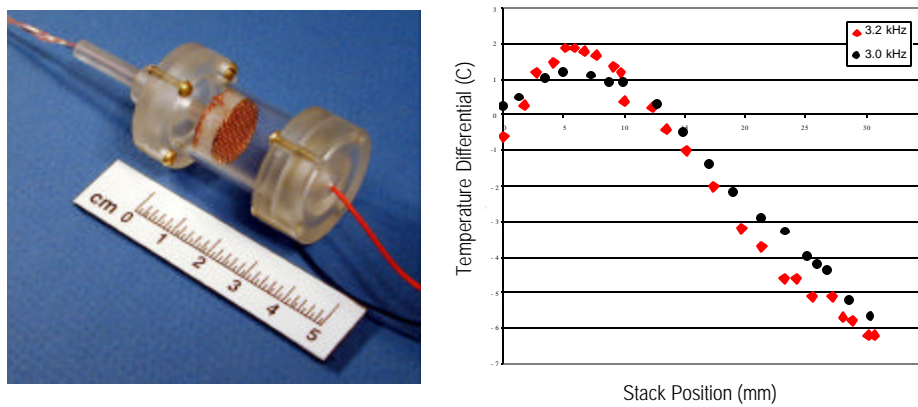 cm 0 1 2 3 4 5
Temperature Differential (C)
3
2
1
0
-1
-2
-3
-4
-5
-6
-7
0 5 10 15 20 25 30
3.2 kHz
3.0 kHz
Stack Position (mm)